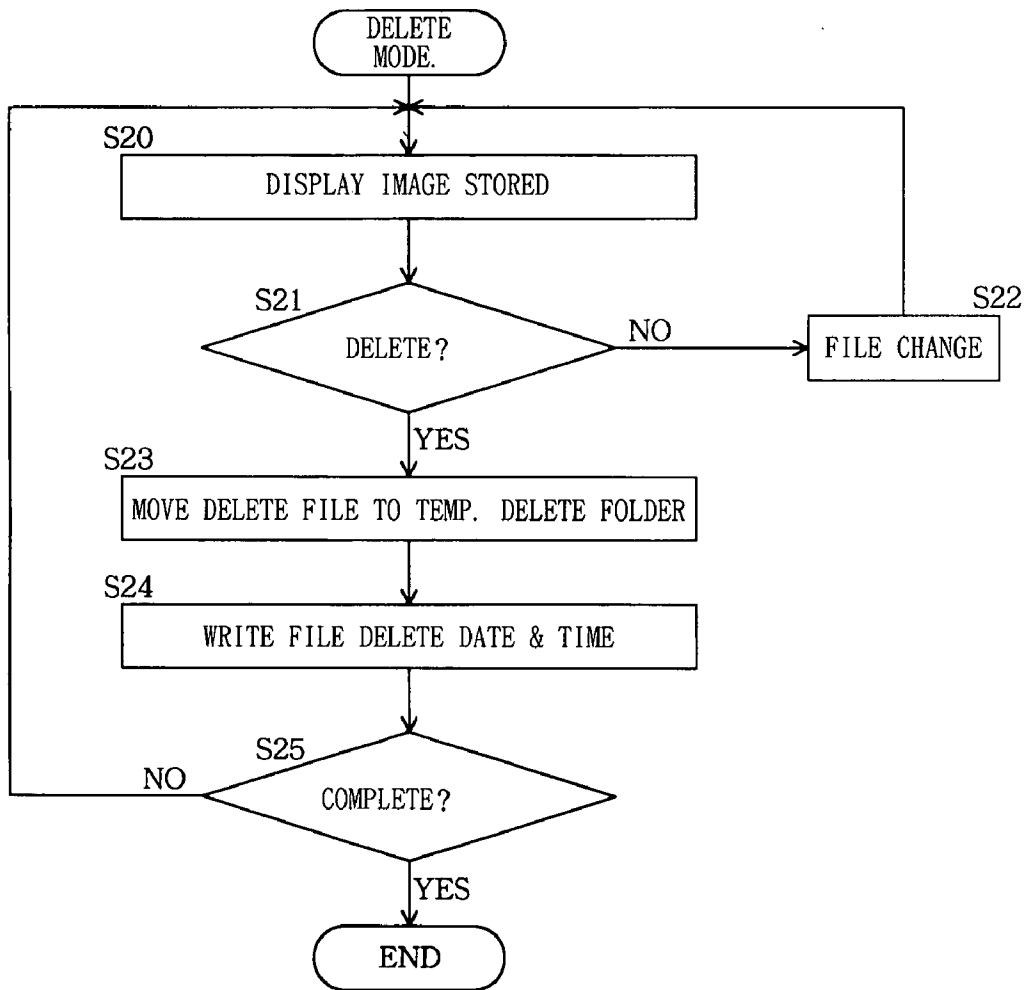 DELETE
MODE.
S20
DISPLAY IMAGE STORED
S21
DELETE?
NO
S22
FILE CHANGE
YES
S23
MOVE DELETE FILE TO TEMP. DELETE FOLDER
S24
WRITE FILE DELETE DATE & TIME
S25
NO
COMPLETE?
YES
END